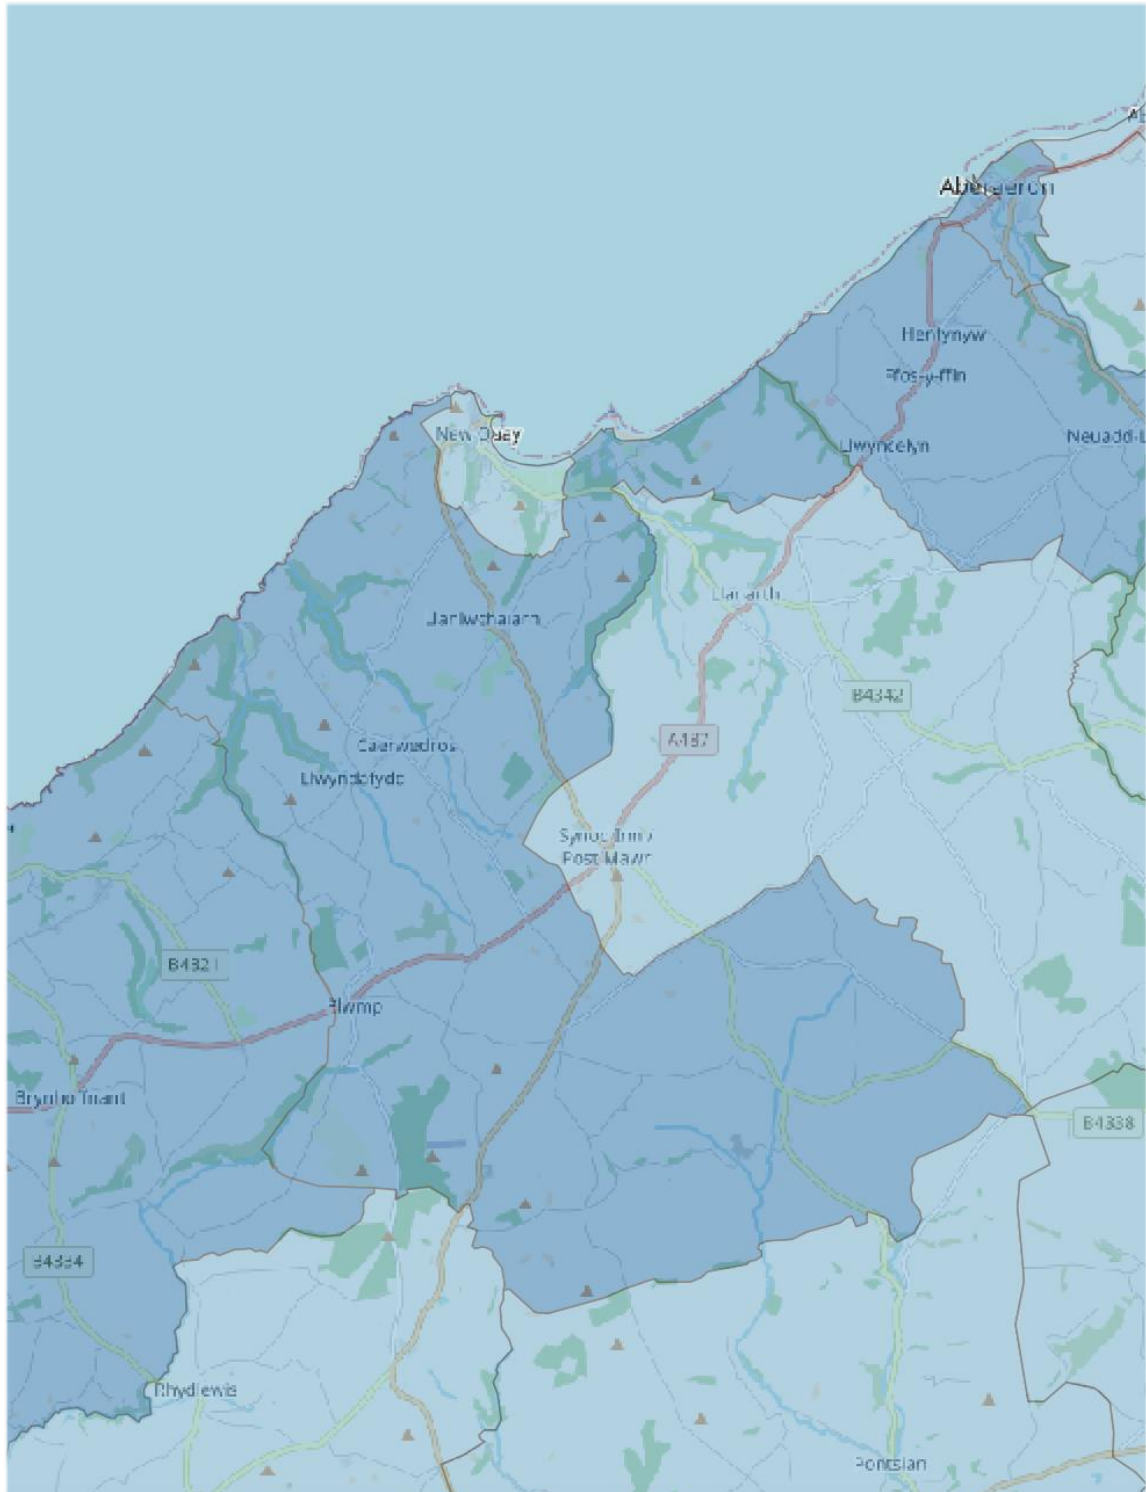 Aberaeron
Henfynyw
Ffos-y-ffin
New Quay
Llwyncelyn
Neuadd-L
Llanarth
Llanllwchaiarn
B4342
A487
Caerwedros
Llwyndafydd
Synod Inn /
Post Mawr
B4321
Plwmp
Brynhoffnant
B4338
B4334
Rhydlewis
Pontsian